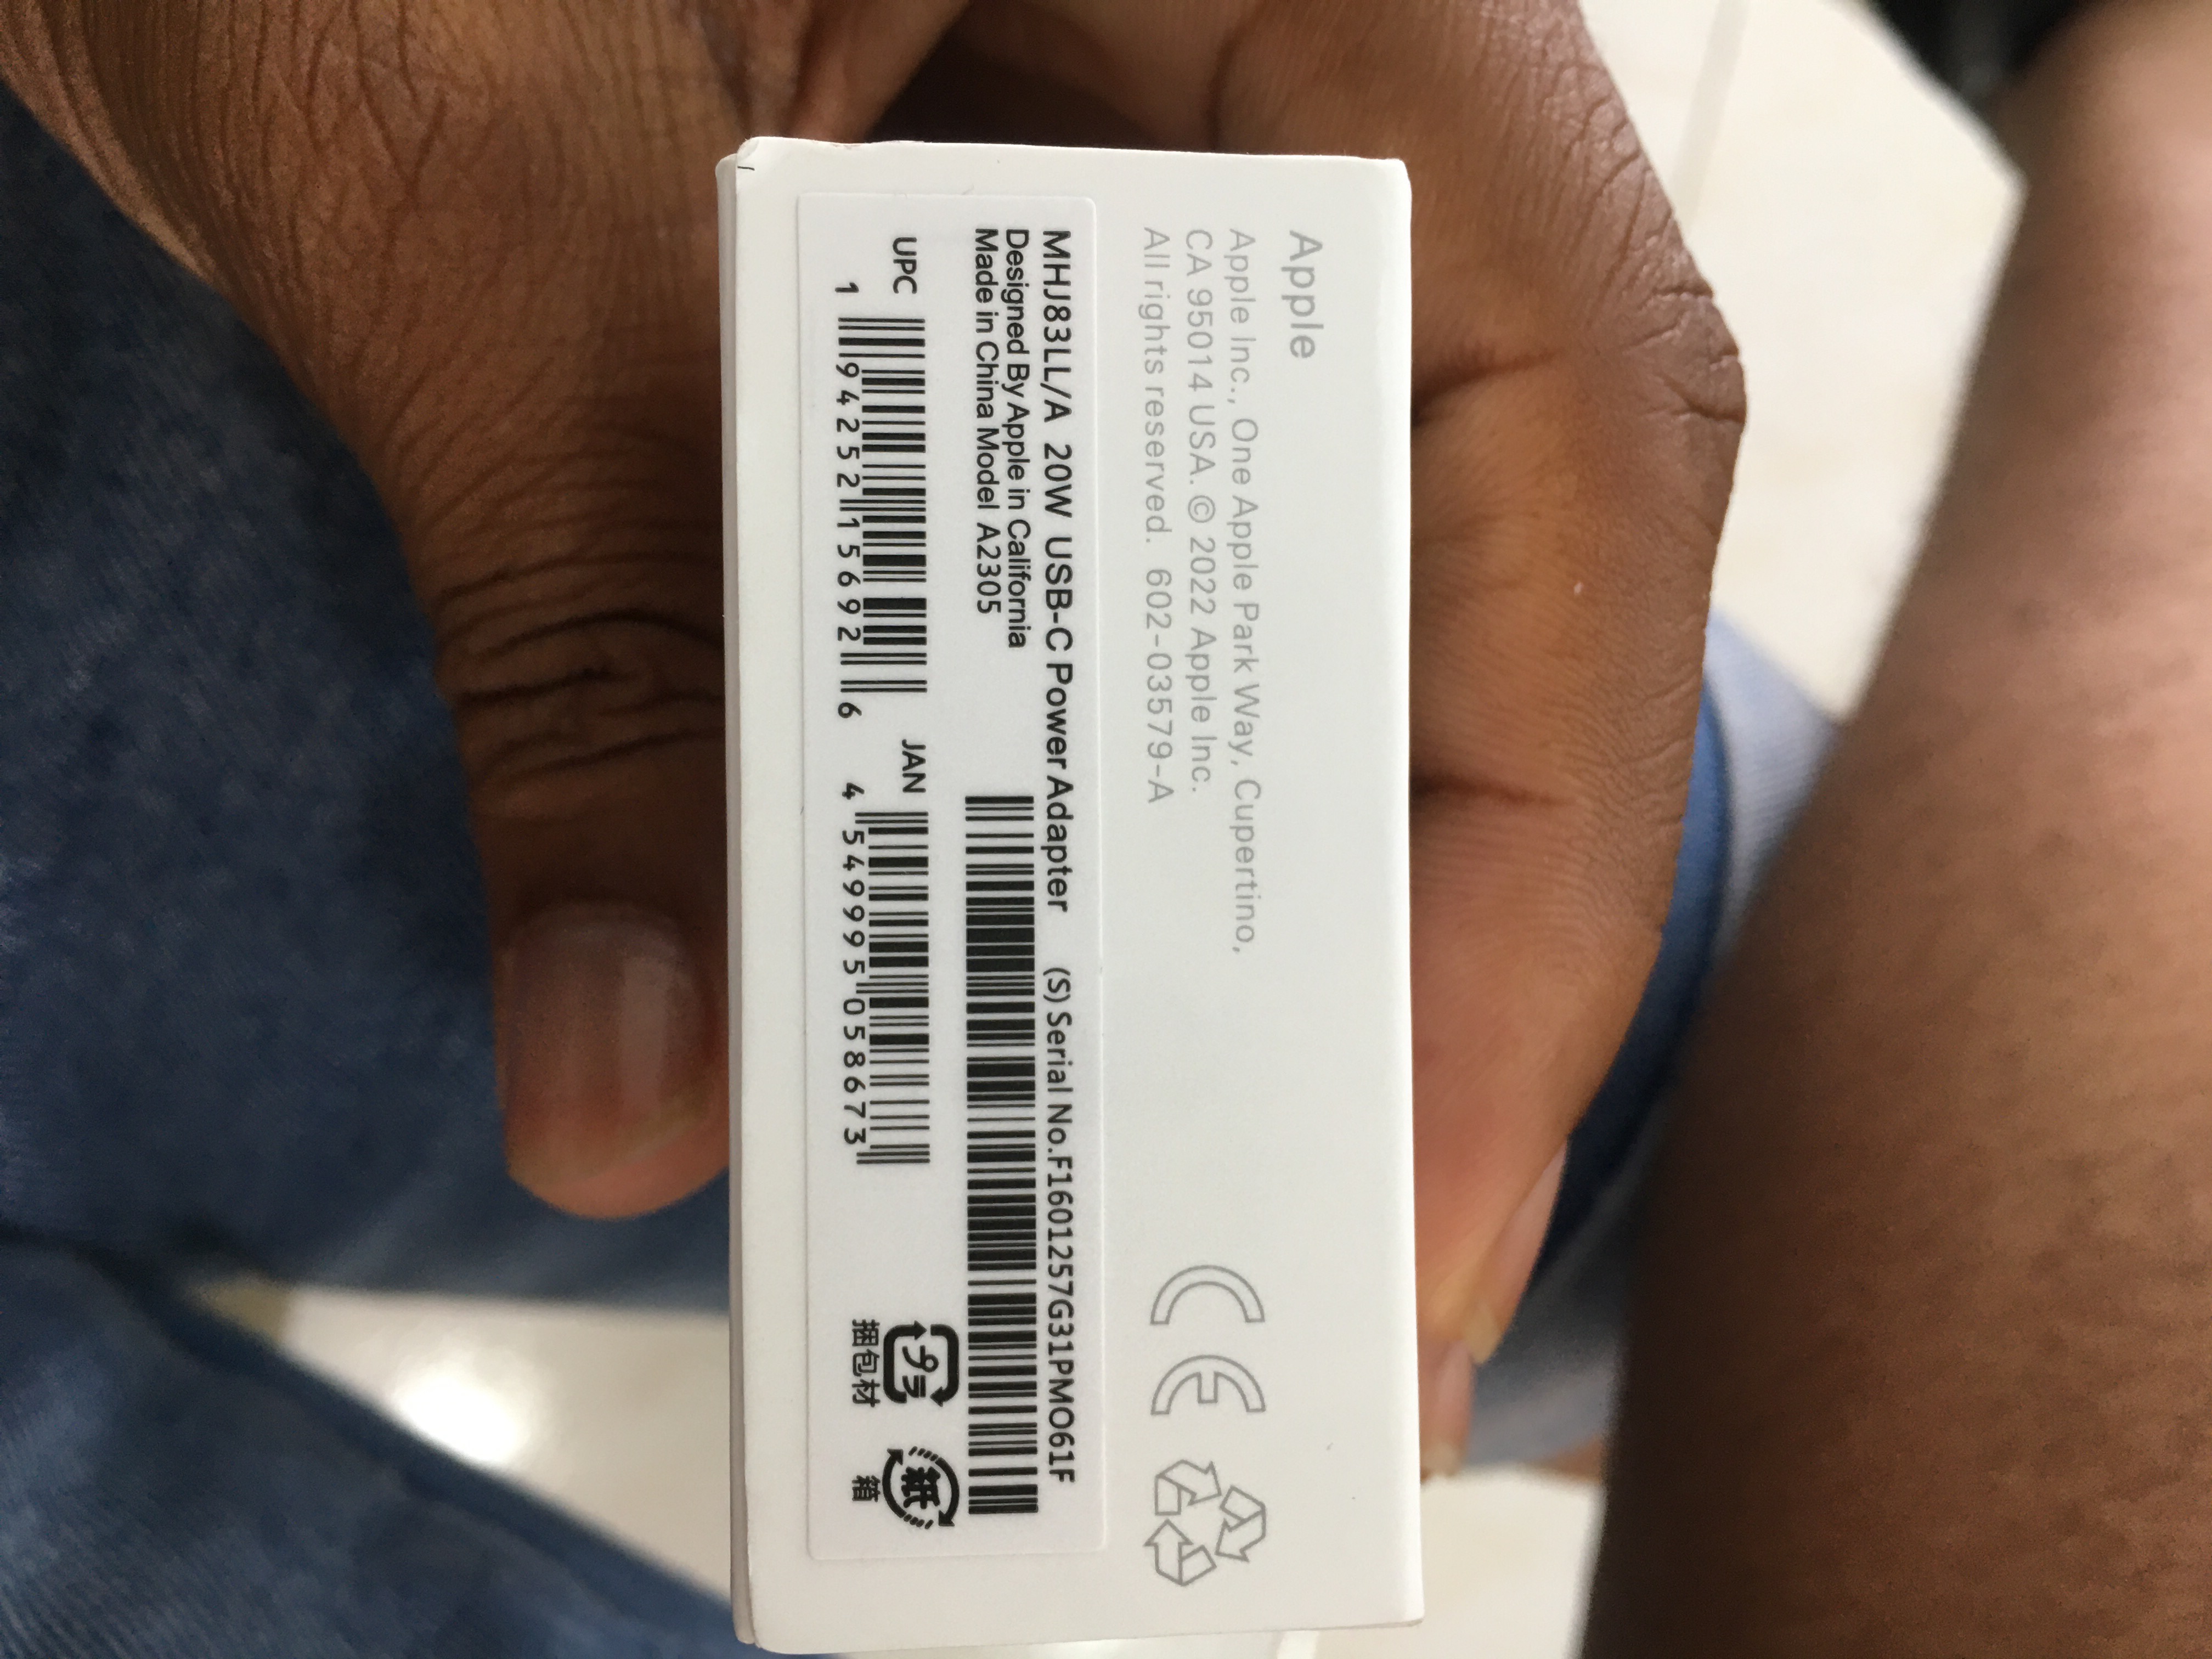 Apple
Apple Inc., One Apple Park Way, Cupertino,
CA 95014 USA. © 2022 Apple Inc.
All rights reserved. 602-03579-A
MHJ83LL/A 20W USB-C Power Adapter (S) Serial No.F1601257G31PMO61F
Designed By Apple in California
Made in China Model A2305
UPC
1 94252 15692 6
JAN
4 549995 058673
プラ
捆包材
紙
箱
CE